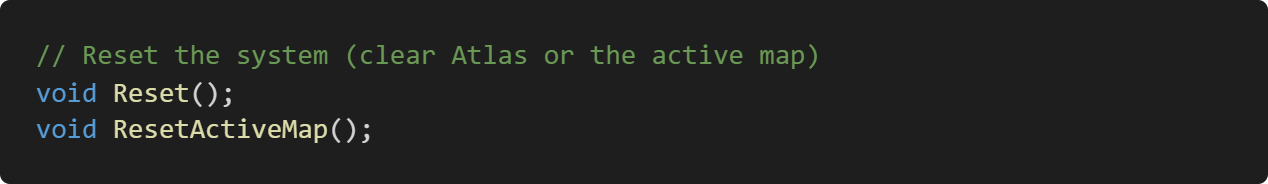 // Reset the system (clear Atlas or the active map)
void Reset();
void ResetActiveMap();